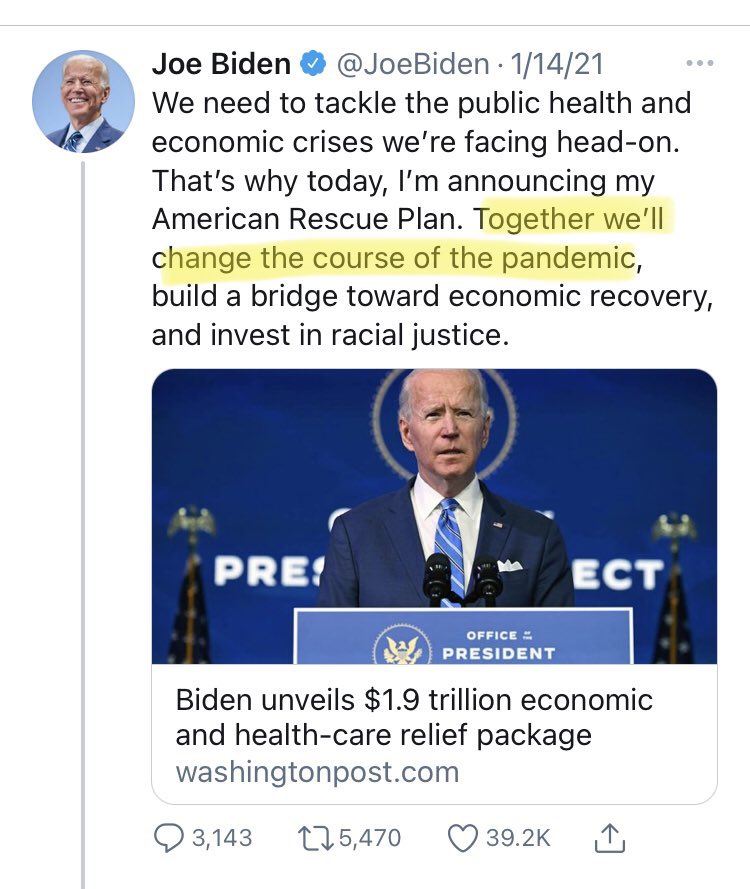 Joe Biden @JoeBiden · 1/14/21
We need to tackle the public health and
economic crises we’re facing head-on.
That’s why today, I’m announcing my
American Rescue Plan. Together we’ll
change the course of the pandemic,
build a bridge toward economic recovery,
and invest in racial justice.
PRES
ECT
OFFICE OF THE
PRESIDENT
Biden unveils $1.9 trillion economic
and health-care relief package
washingtonpost.com
3,143 5,470 39.2K